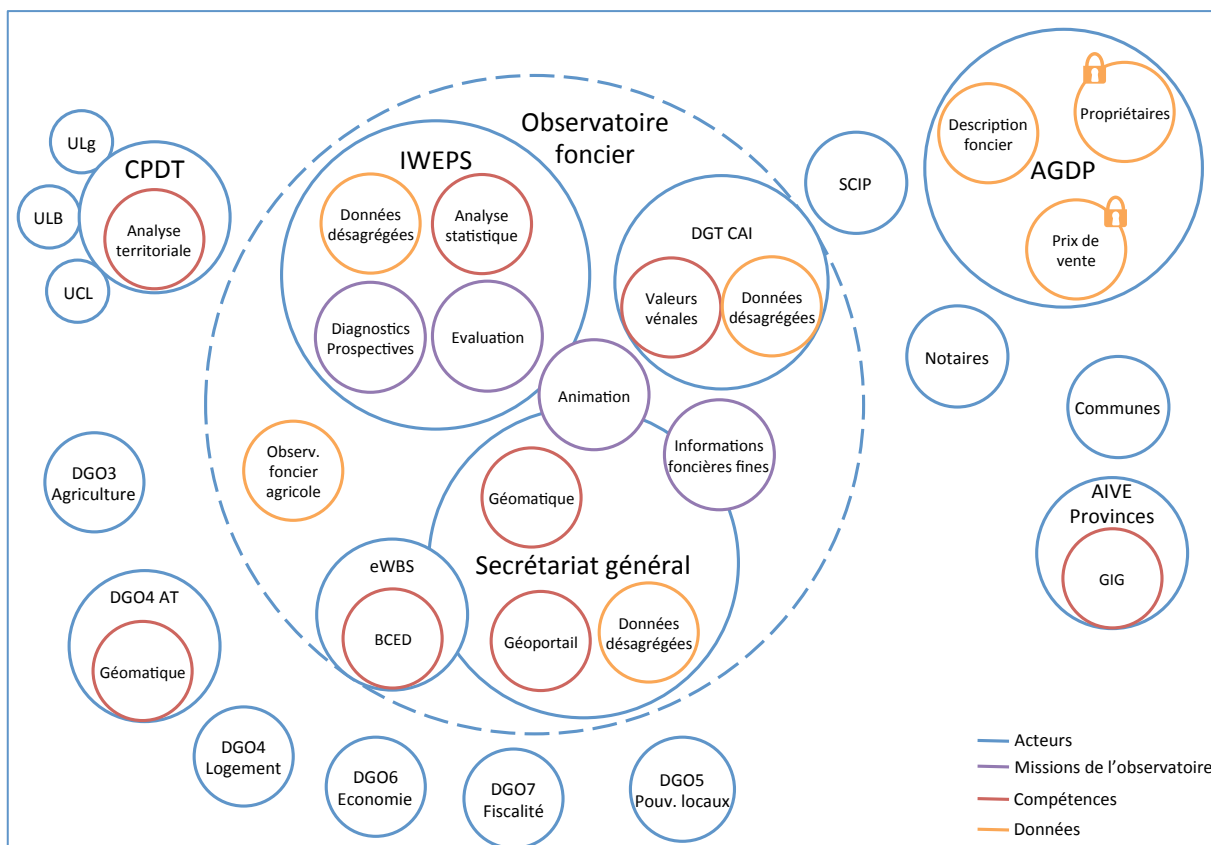 Observatoire
foncier
ULg
CPDT
ULB
Analyse
territoriale
UCL
IWEPS
Données
désagrégées
Analyse
statistique
Diagnostics
Prospectives
Evaluation
DGT CAI
Valeurs
vénales
Données
désagrégées
SCIP
Description
foncier
Propriétaires
AGDP
Prix de
vente
Notaires
Communes
AIVE
Provinces
GIG
Animation
Informations
foncières fines
Observ.
foncier
agricole
Géomatique
Secrétariat général
eWBS
BCED
Géoportail
Données
désagrégées
DGO3
Agriculture
DGO4 AT
Géomatique
DGO4
Logement
DGO6
Economie
DGO7
Fiscalité
DGO5
Pouv. locaux
Acteurs
Missions de l'observatoire
Compétences
Données